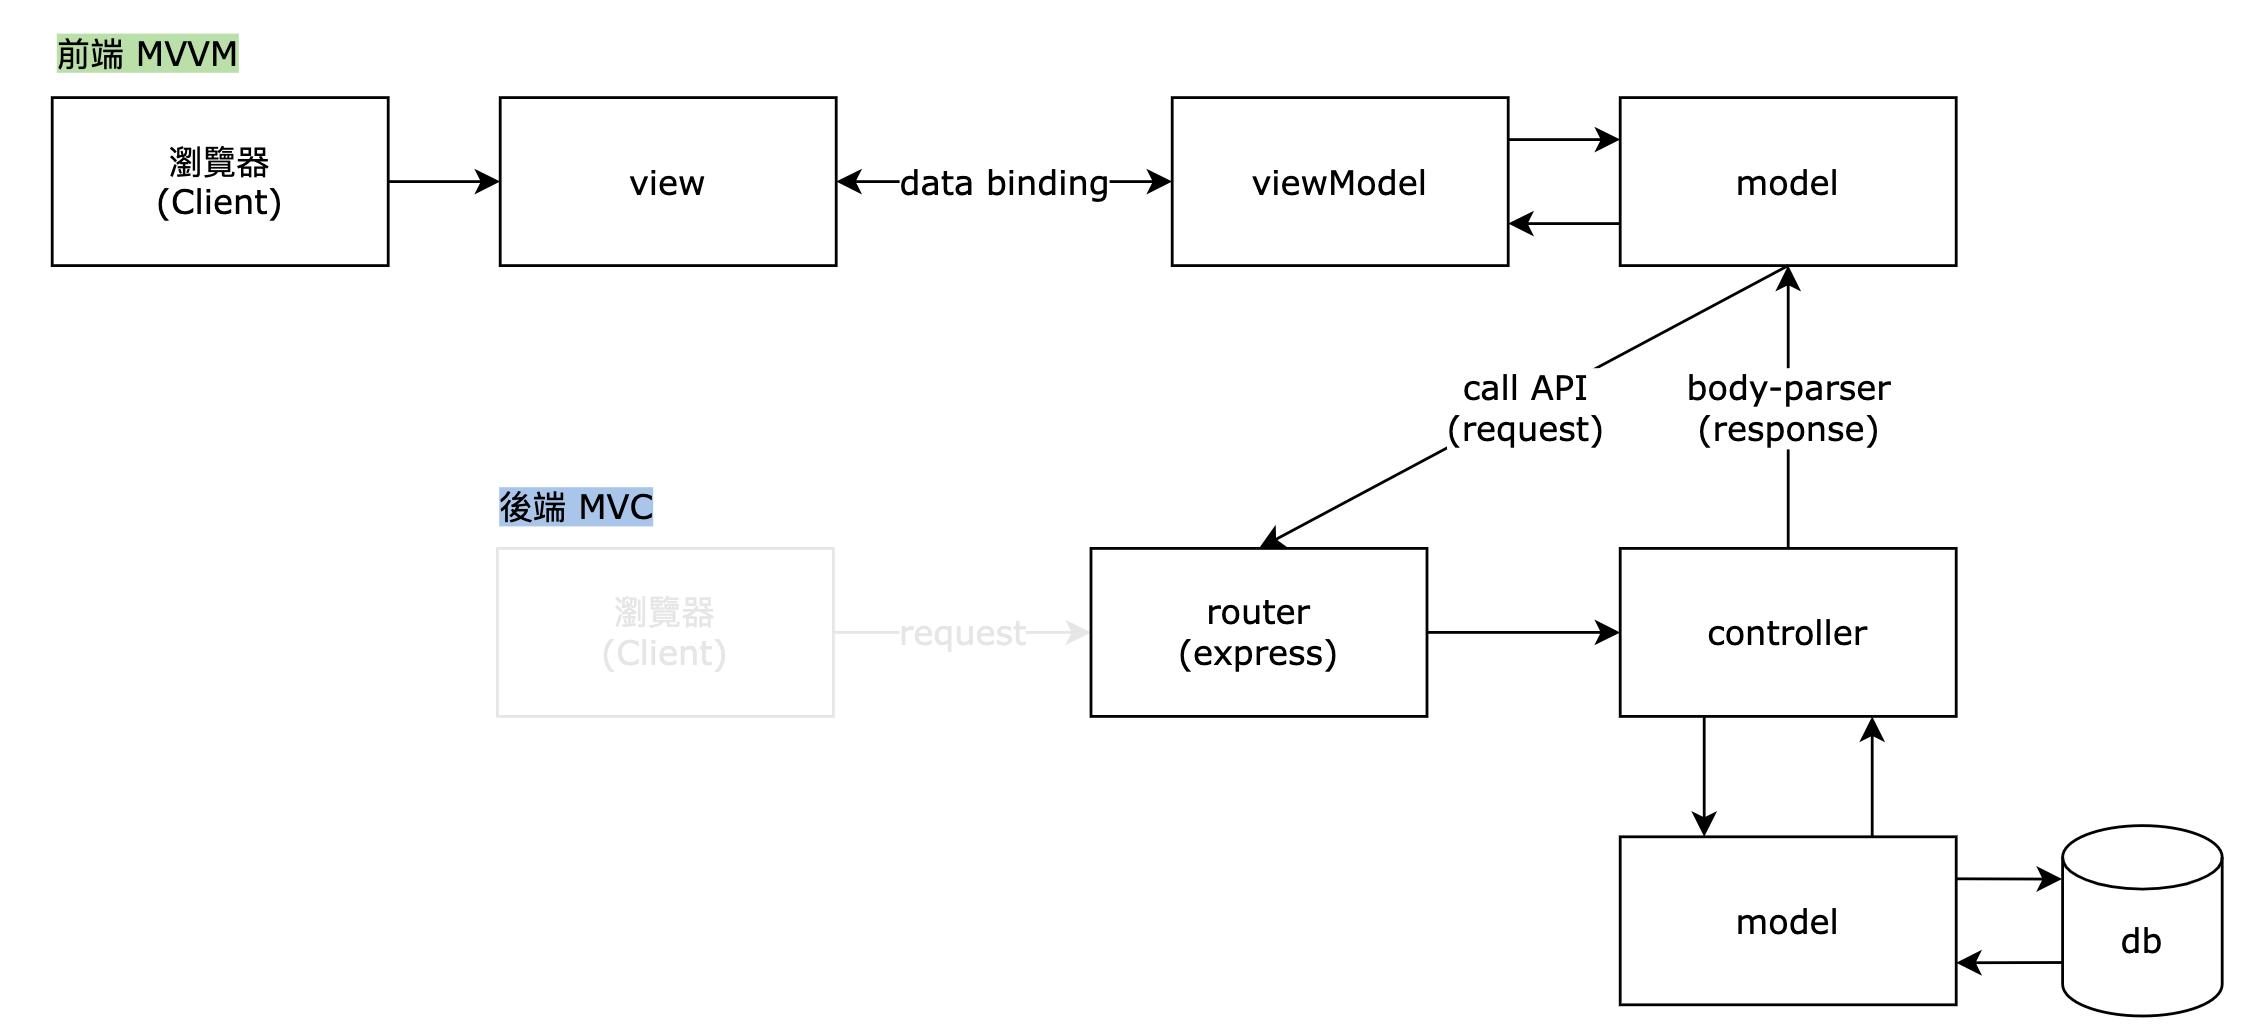 前端 MVVM
瀏覽器
(Client)
view
data binding
viewModel
model
call API
(request)
body-parser
(response)
後端 MVC
瀏覽器
(Client)
request
router
(express)
controller
model
db